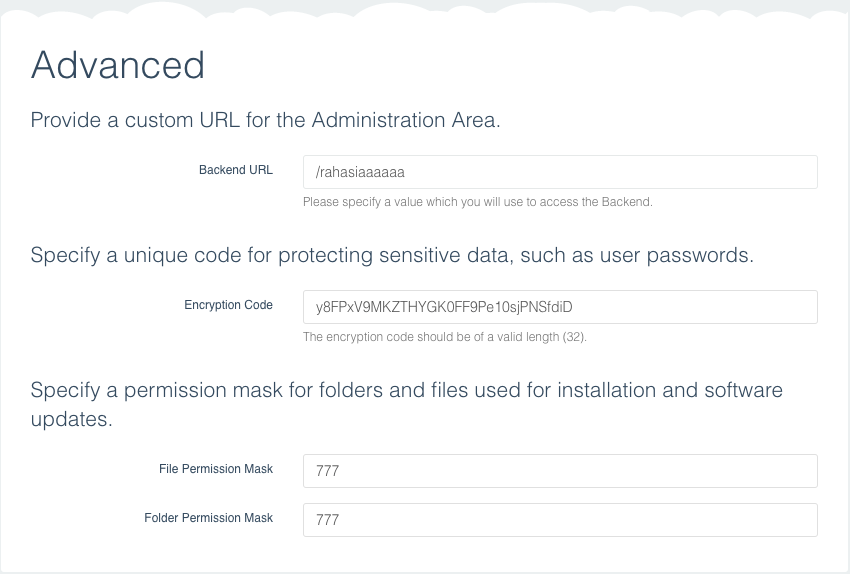 Advanced
Provide a custom URL for the Administration Area.
Backend URL
/rahasiaaaaaa
Please specify a value which you will use to access the Backend.
Specify a unique code for protecting sensitive data, such as user passwords.
Encryption Code
y8FPxV9MKZTHYGK0FF9Pe10sjPNSfdiD
The encryption code should be of a valid length (32).
Specify a permission mask for folders and files used for installation and software
updates.
File Permission Mask
777
Folder Permission Mask
777